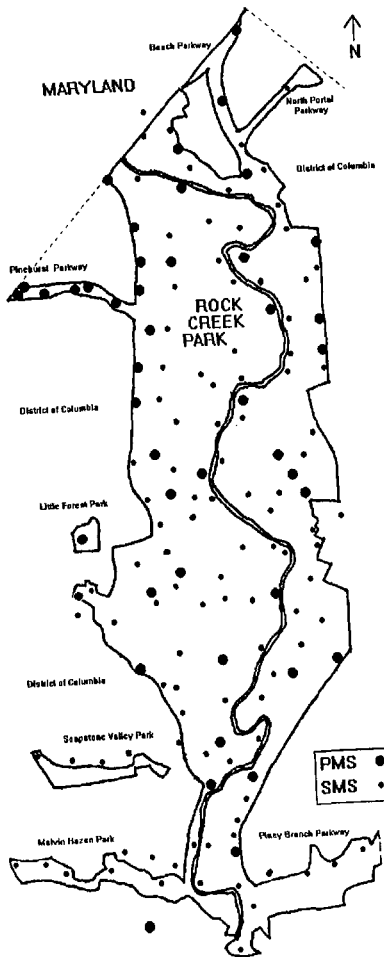 Beach Parkway
N
MARYLAND
North Portal
Parkway
District of Columbia
Pinehurst Parkway
ROCK
CREEK
PARK
District of Columbia
Little Forest Park
District of Columbia
Soapstone Valley Park
PMS
SMS
Melvin Hazen Park
Piney Branch Parkway